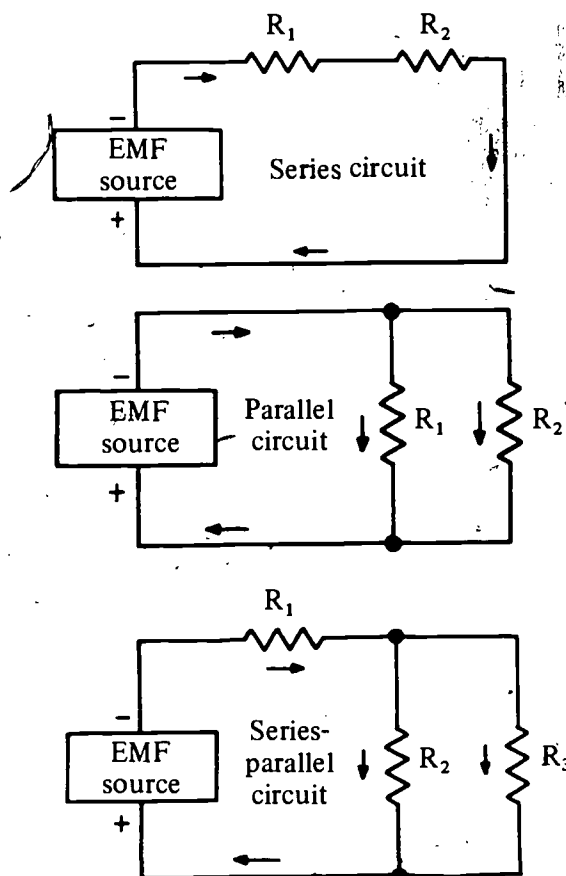 R₁ R₂
−
EMF
source
Series circuit
+
−
EMF
source
Parallel
circuit
R₁
R₂
+
R₁
−
EMF
source
Series-
parallel
circuit
R₂
R₃
+